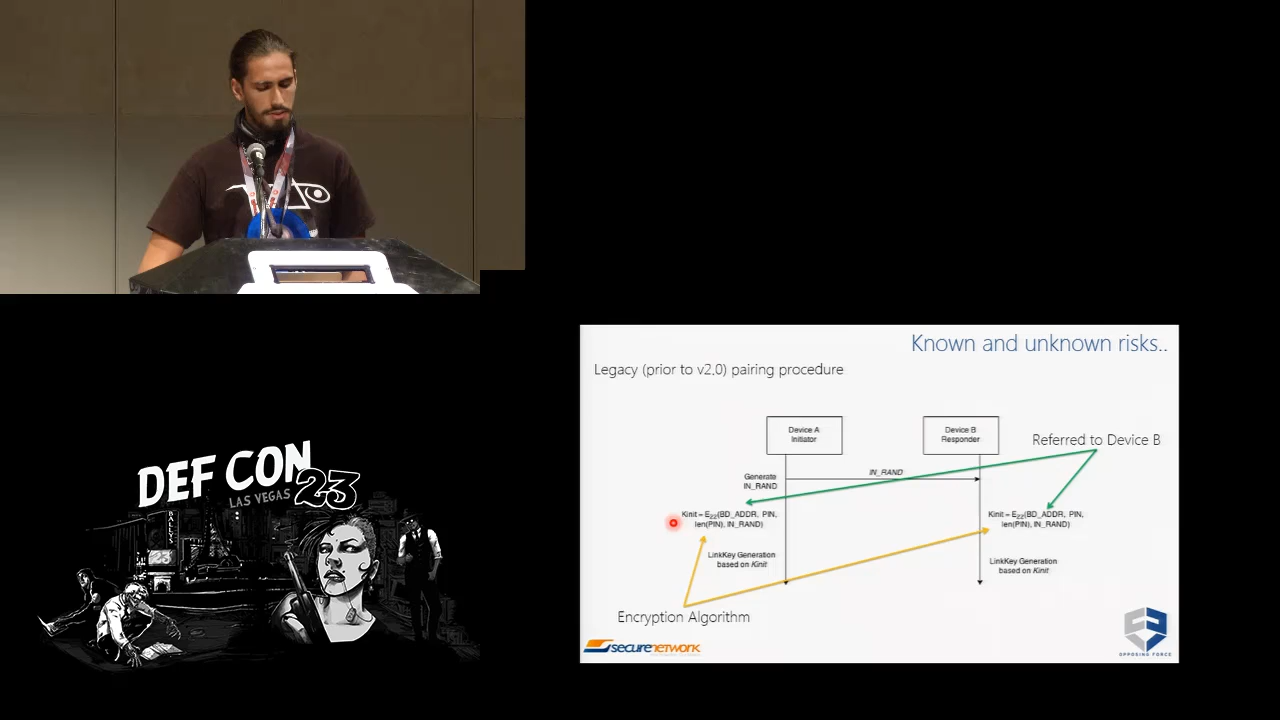 Known and unknown risks..
Legacy (prior to v2.0) pairing procedure
Device A
Initiator
Device B
Responder
Referred to Device B
IN_RAND
Generate
IN_RAND
Kinit = E22(BD_ADDR, PIN,
len(PIN), IN_RAND)
Kinit = E22(BD_ADDR, PIN,
len(PIN), IN_RAND)
LinkKey Generation
based on Kinit
LinkKey Generation
based on Kinit
Encryption Algorithm
securenetwork
OPPOSING FORCE
DEF CON
LAS VEGAS 23
BALLYS